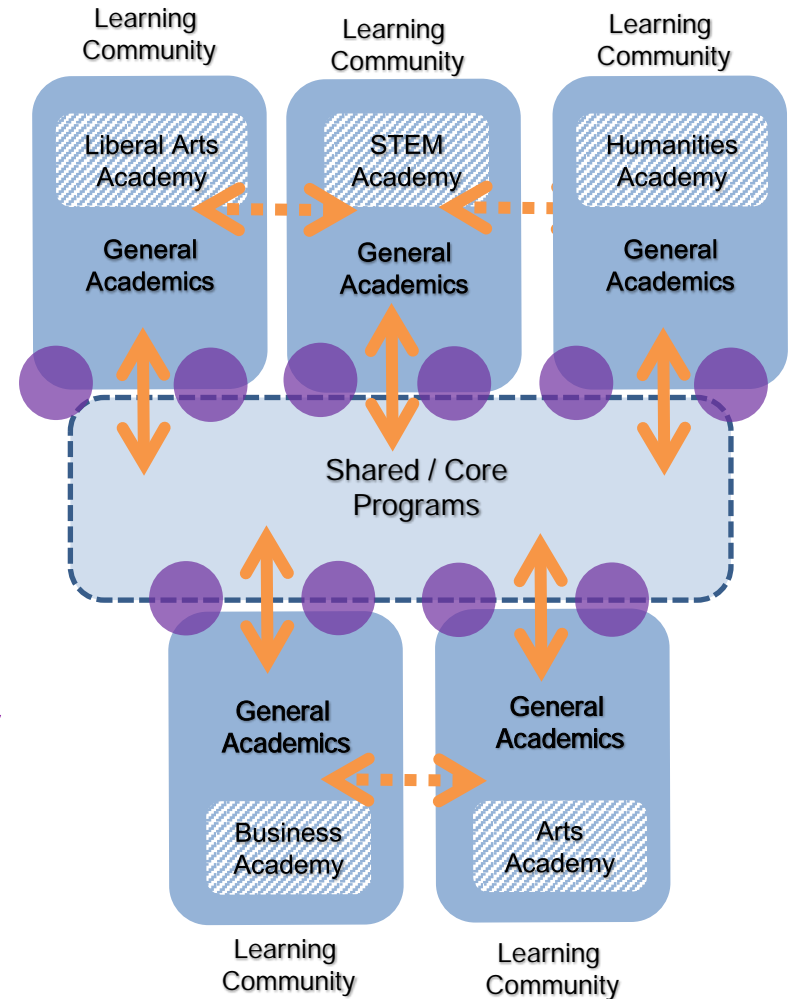 Learning
Community
Learning
Community
Learning
Community
Liberal Arts
Academy
STEM
Academy
Humanities
Academy
General
Academics
General
Academics
General
Academics
Shared / Core
Programs
General
Academics
General
Academics
Business
Academy
Arts
Academy
Learning
Community
Learning
Community